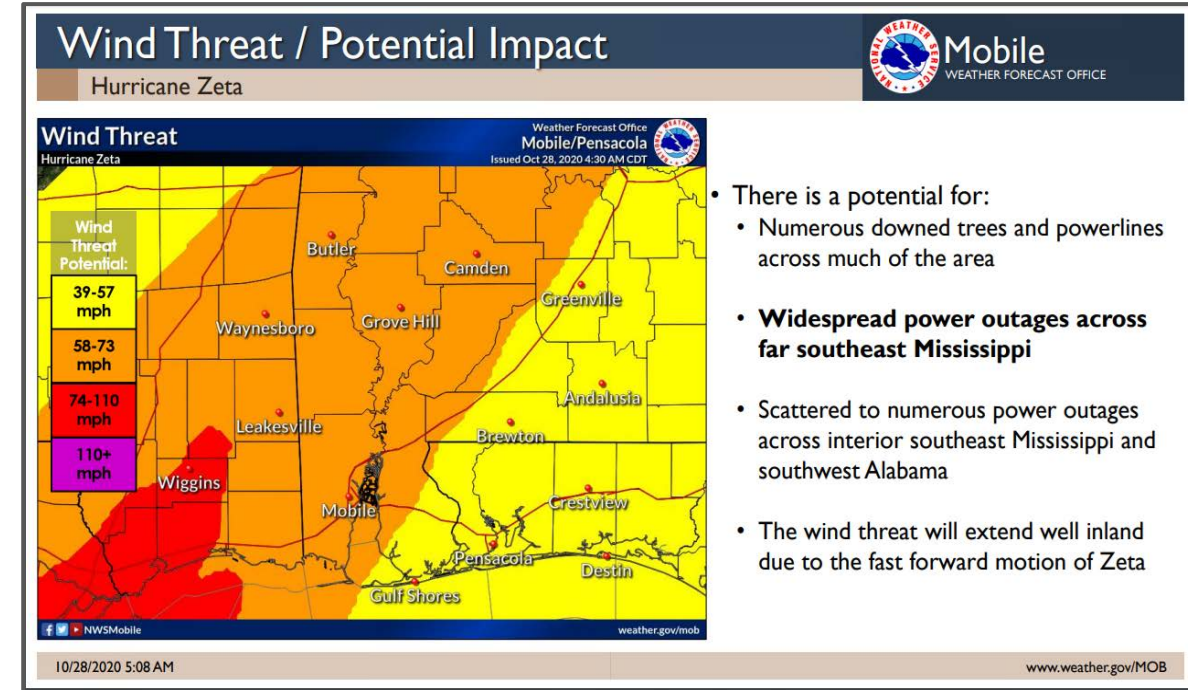 Wind Threat / Potential Impact
Hurricane Zeta
NATIONAL WEATHER SERVICE
Mobile
WEATHER FORECAST OFFICE
Wind Threat
Hurricane Zeta
Weather Forecast Office
Mobile/Pensacola
Issued Oct 28, 2020 4:30 AM CDT
Wind
Threat
Potential:
39-57
mph
58-73
mph
74-110
mph
110+
mph
Butler
Camden
Greenville
Waynesboro
Grove Hill
Andalusia
Leakesville
Brewton
Wiggins
Mobile
Crestview
Pensacola
Destin
Gulf Shores
NWSMobile
weather.gov/mob
• There is a potential for:
• Numerous downed trees and powerlines
across much of the area
• Widespread power outages across
far southeast Mississippi
• Scattered to numerous power outages
across interior southeast Mississippi and
southwest Alabama
• The wind threat will extend well inland
due to the fast forward motion of Zeta
10/28/2020 5:08 AM
www.weather.gov/MOB